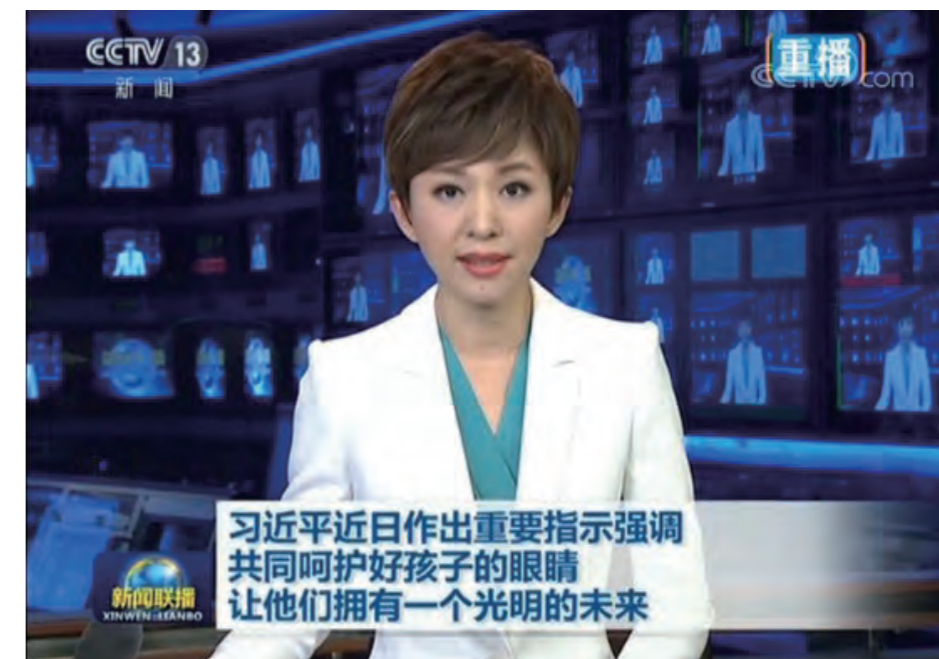 CCTV 13
新闻
重播
CCTV.com
习近平近日作出重要指示强调
共同呵护好孩子的眼睛
让他们拥有一个光明的未来
新闻联播
XINWEN LIANBO